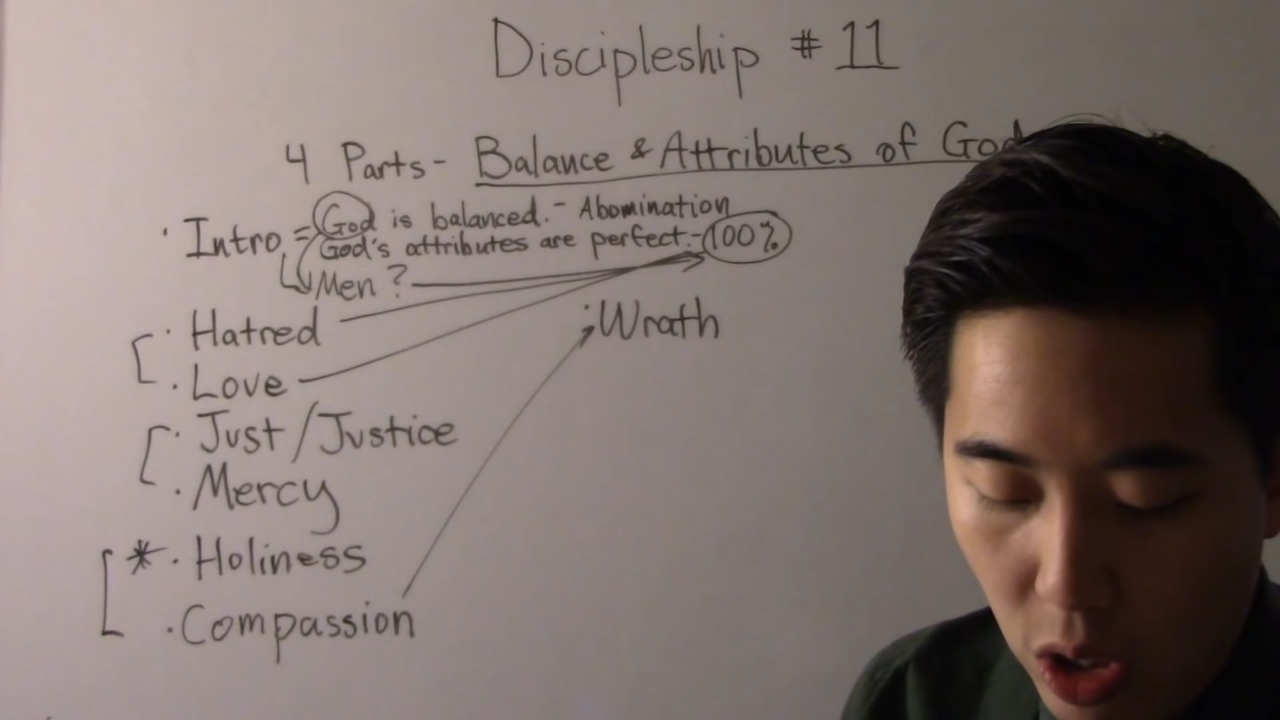 Discipleship # 11
4 Parts - Balance & Attributes of God
· Intro = God is balanced. - Abomination
God's attributes are perfect. - 100%
Men ?
· Hatred
· Wrath
· Love
· Just / Justice
· Mercy
* · Holiness
· Compassion